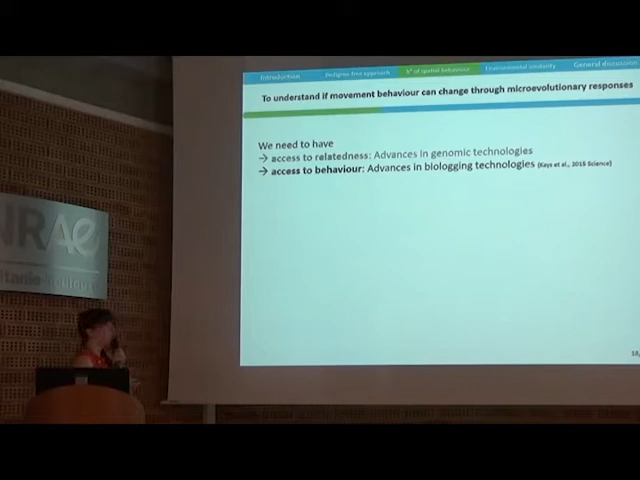 Introduction
Pedigree-free approach
h² of spatial behaviour
Environmental similarity
General discussion
To understand if movement behaviour can change through microevolutionary responses
We need to have
→ access to relatedness: Advances in genomic technologies
→ access to behaviour: Advances in biologging technologies (Kays et al., 2015 Science)
NRAE